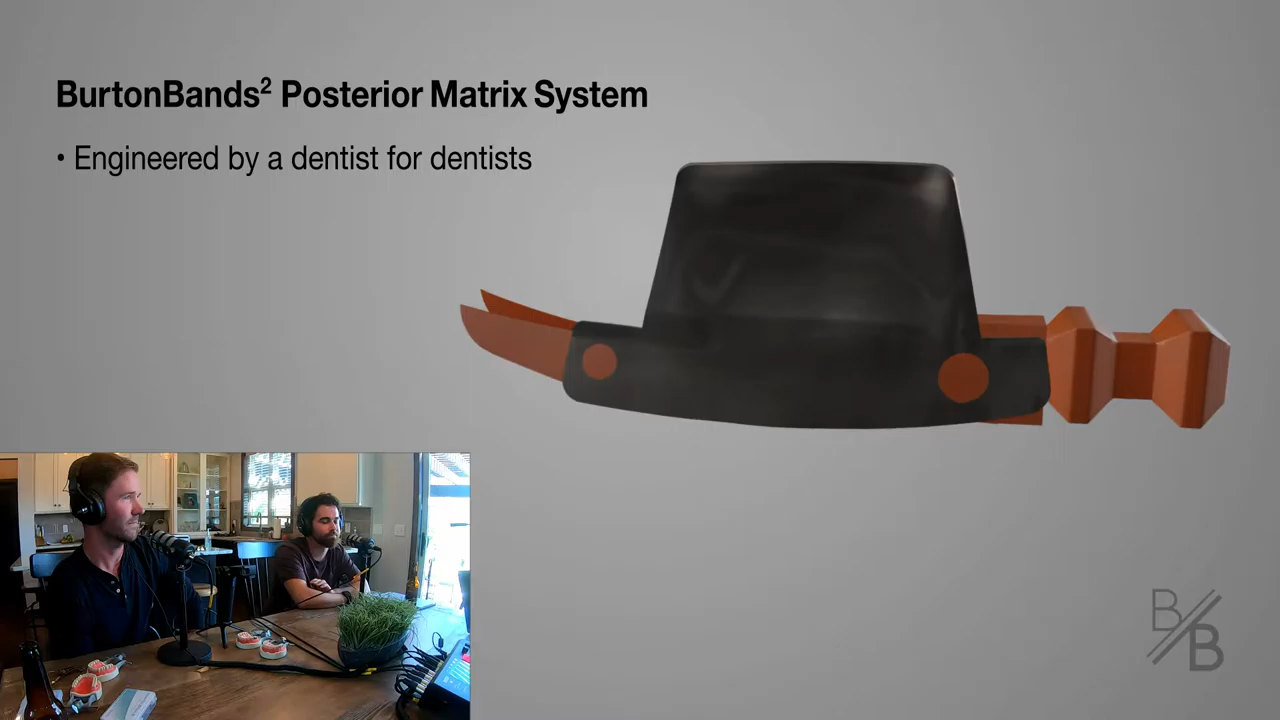 BurtonBands² Posterior Matrix System
• Engineered by a dentist for dentists
B/B